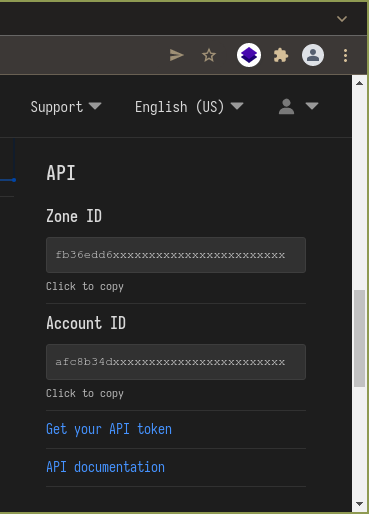 Support
English (US)
API
Zone ID
fb36edd6xxxxxxxxxxxxxxxxxxxxxxxx
Click to copy
Account ID
afc8b34dxxxxxxxxxxxxxxxxxxxxxxxx
Click to copy
Get your API token
API documentation